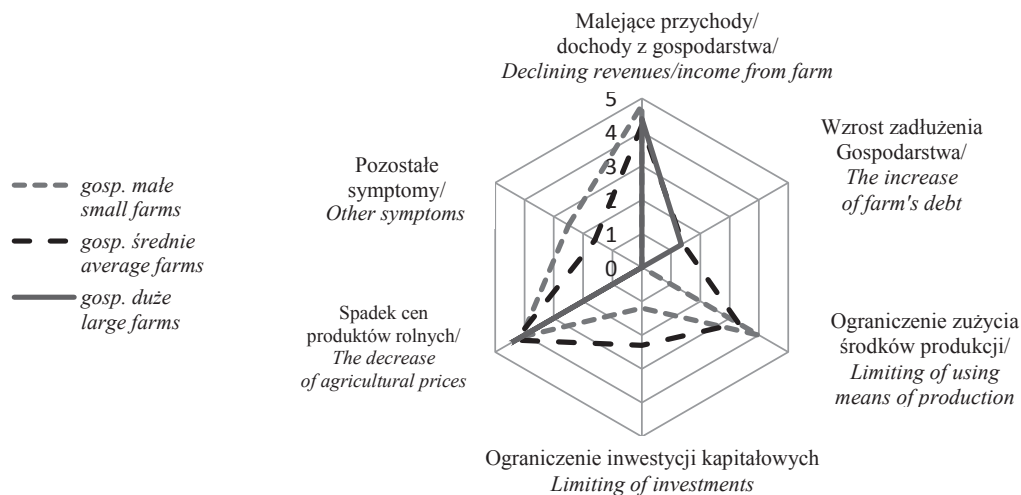 Malejące przychody/
dochody z gospodarstwa/
Declining revenues/income from farm
5
4
3
2
1
0
Wzrost zadłużenia
Gospodarstwa/
The increase
of farm's debt
Pozostałe
symptomy/
Other symptoms
gosp. małe
small farms
gosp. średnie
average farms
gosp. duże
large farms
Spadek cen
produktów rolnych/
The decrease
of agricultural prices
Ograniczenie zużycia
środków produkcji/
Limiting of using
means of production
Ograniczenie inwestycji kapitałowych
Limiting of investments